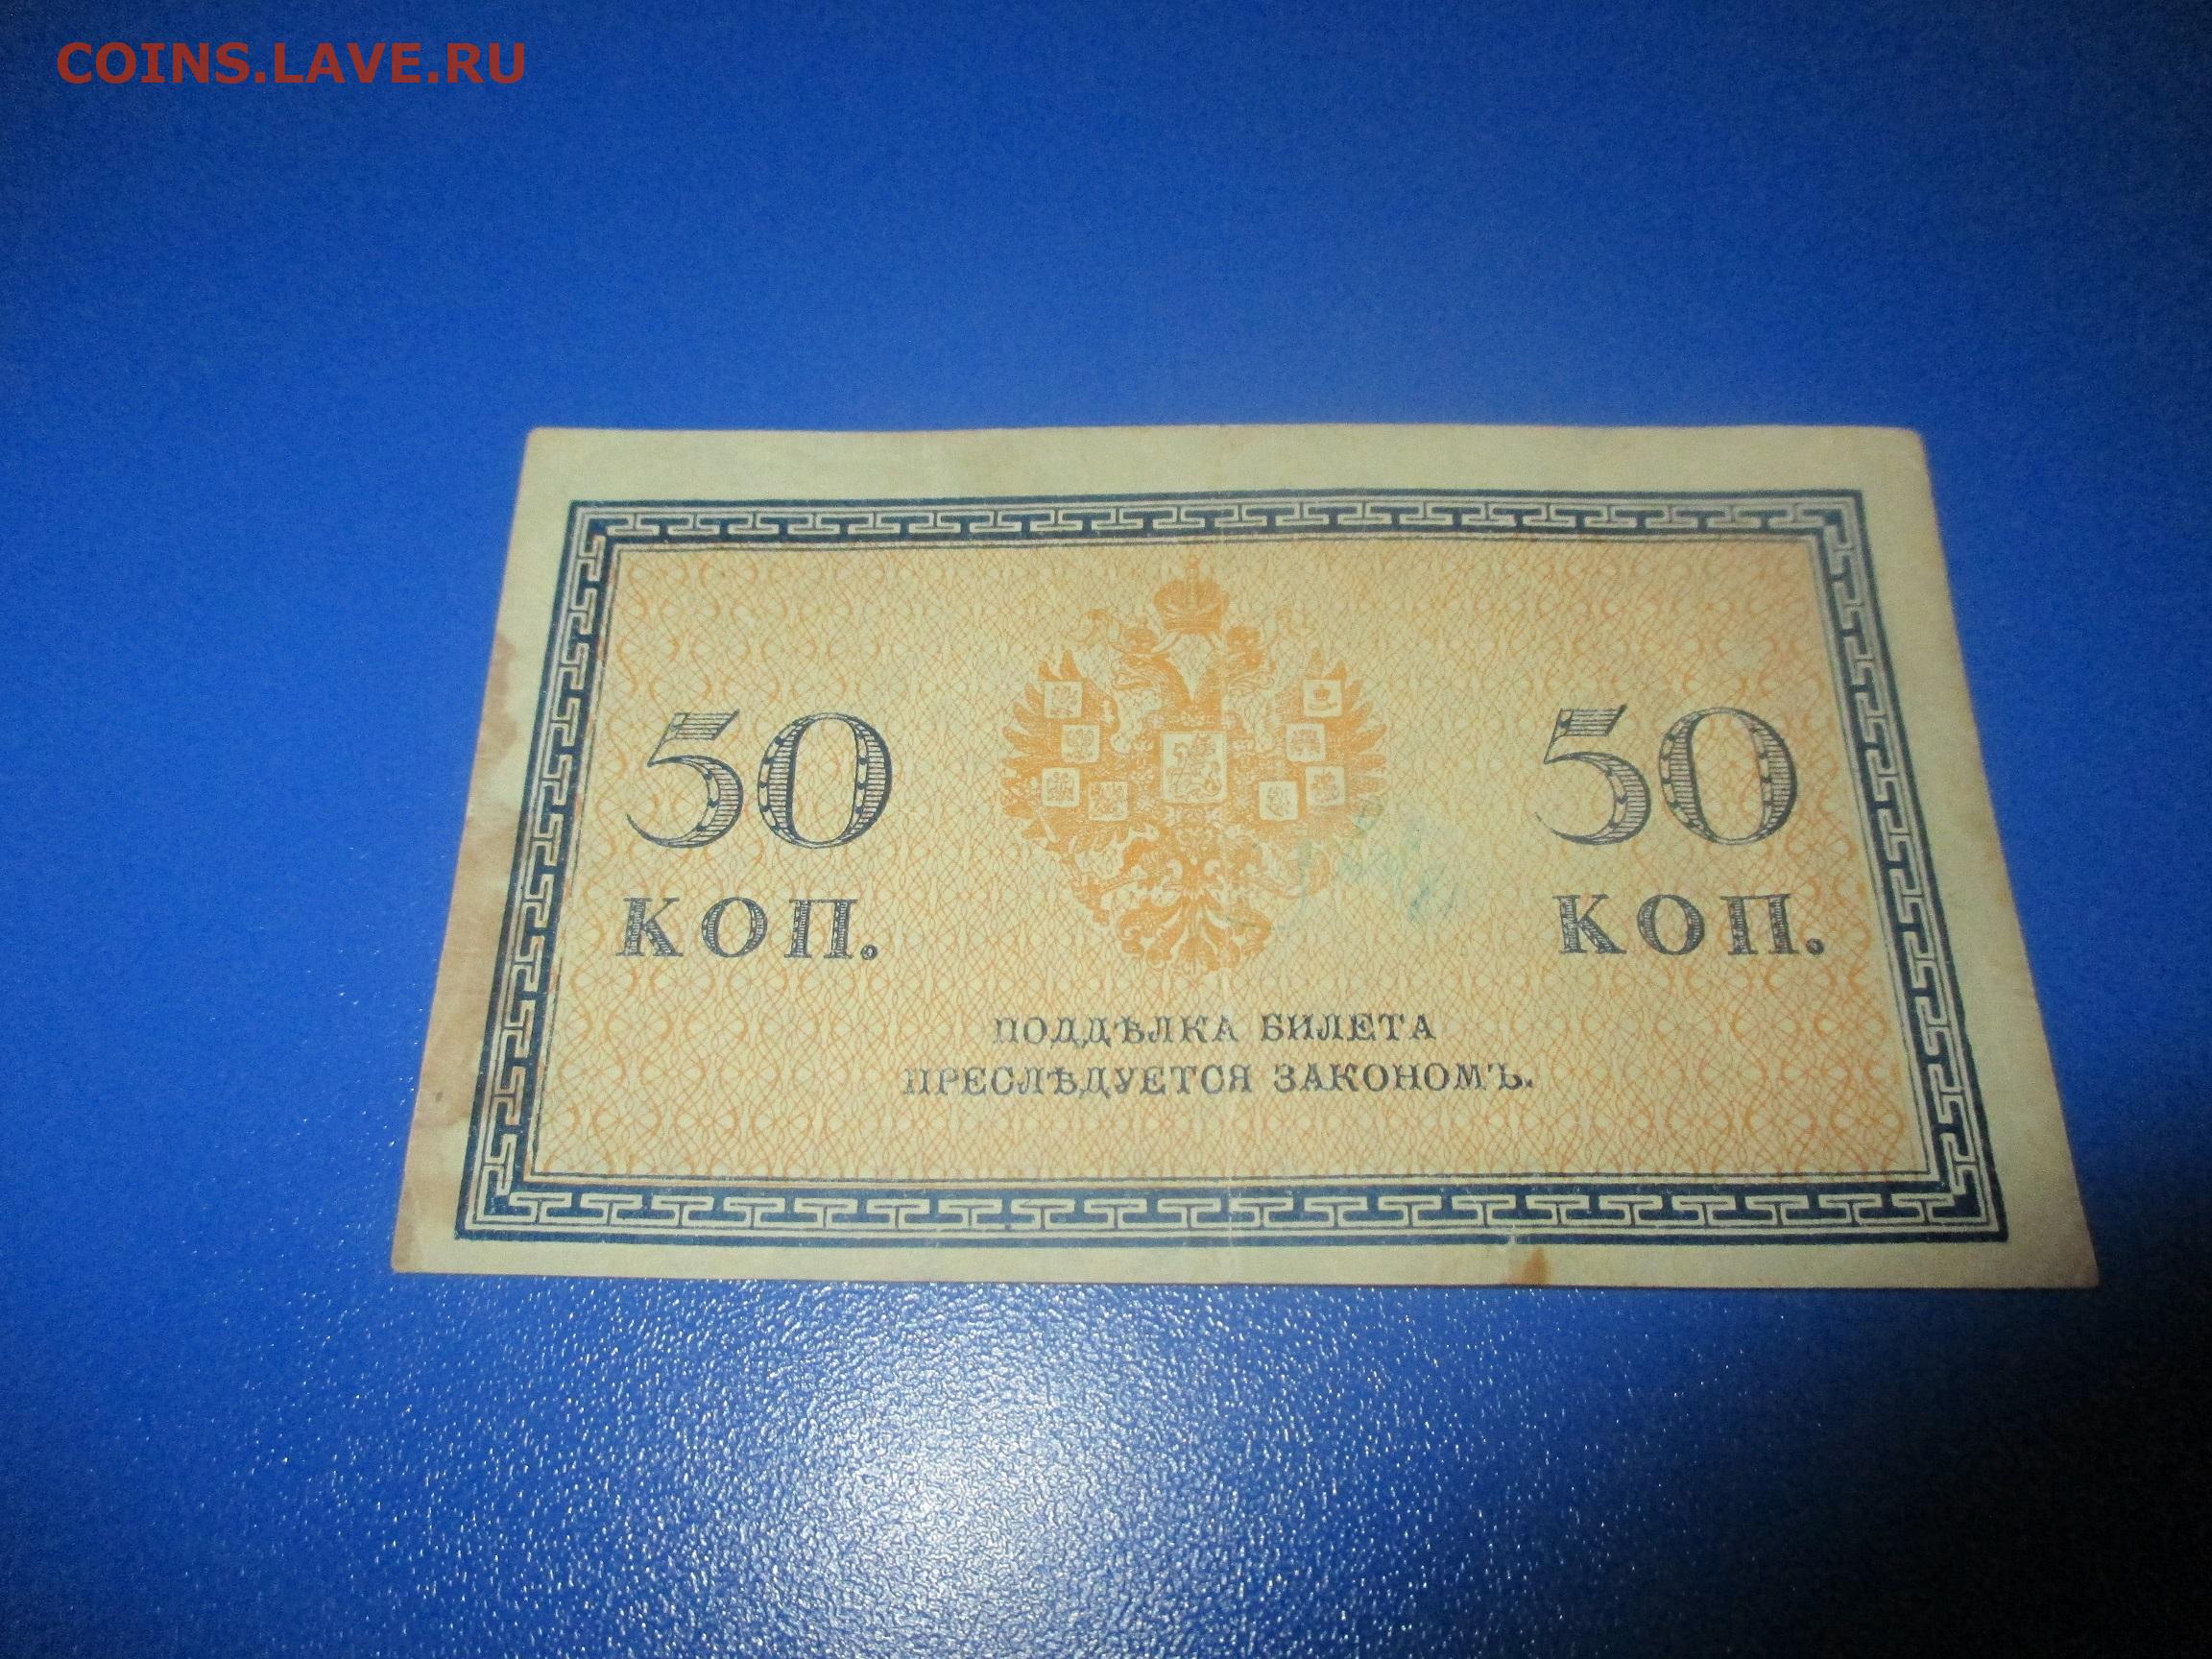 COINS.LAVE.RU
50 50
КОП. КОП.
ПОДДѢЛКА БИЛЕТА
ПРЕСЛѢДУЕТСЯ ЗАКОНОМЪ.